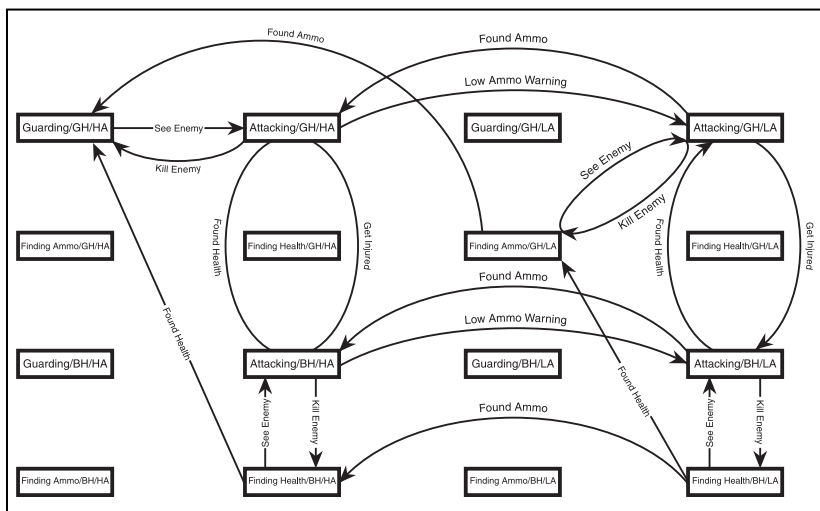 Found Ammo
Found Ammo
Low Ammo Warning
Guarding/GH/HA
See Enemy
Attacking/GH/HA
Guarding/GH/LA
Attacking/GH/LA
Kill Enemy
See Enemy
Kill Enemy
Found Health
Get Injured
Found Health
Get Injured
Finding Ammo/GH/HA
Finding Health/GH/HA
Finding Ammo/GH/LA
Finding Health/GH/LA
Found Ammo
Low Ammo Warning
Found Health
Found Health
Guarding/BH/HA
Attacking/BH/HA
Guarding/BH/LA
Attacking/BH/LA
See Enemy
Kill Enemy
Found Ammo
See Enemy
Kill Enemy
Finding Ammo/BH/HA
Finding Health/BH/HA
Finding Ammo/BH/LA
Finding Health/BH/LA